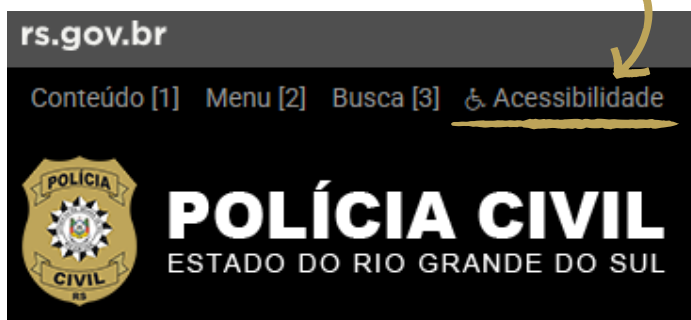 rs.gov.br
Conteúdo [1] Menu [2] Busca [3] Acessibilidade
POLÍCIA
CIVIL
RS
POLÍCIA CIVIL
ESTADO DO RIO GRANDE DO SUL